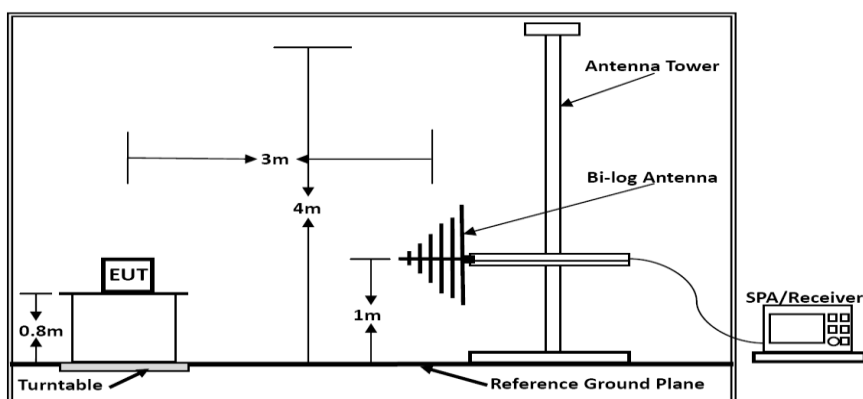 Antenna Tower
3m
Bi-log Antenna
4m
EUT
SPA/Receiver
0.8m
1m
Turntable
Reference Ground Plane